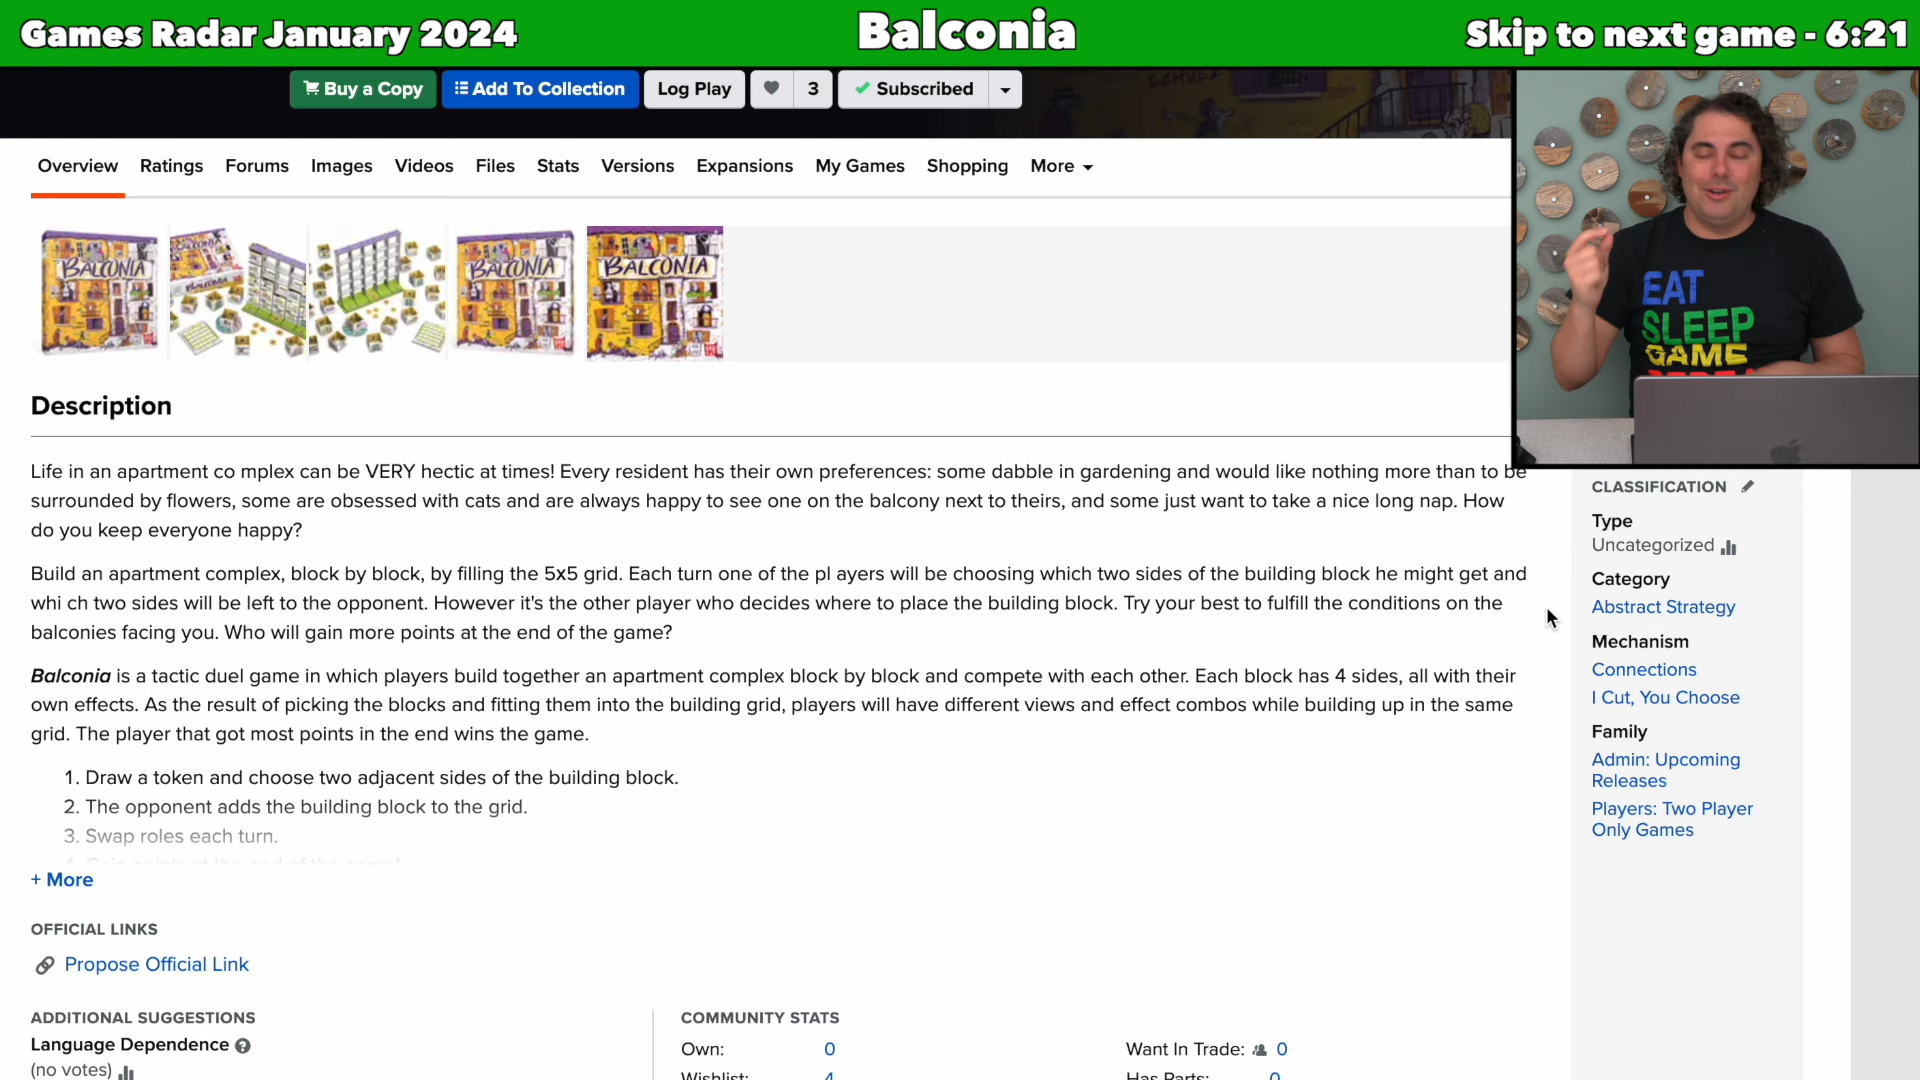 Games Radar January 2024
Balconia
Skip to next game - 6:21
Buy a Copy
Add To Collection
Log Play
3
Subscribed
Overview Ratings Forums Images Videos Files Stats Versions Expansions My Games Shopping More
BALCONIA
BALCONIA
BALCONIA
BALCONIA
EAT
SLEEP
GAME
Description
Life in an apartment co mplex can be VERY hectic at times! Every resident has their own preferences: some dabble in gardening and would like nothing more than to be
surrounded by flowers, some are obsessed with cats and are always happy to see one on the balcony next to theirs, and some just want to take a nice long nap. How
do you keep everyone happy?
Build an apartment complex, block by block, by filling the 5x5 grid. Each turn one of the pl ayers will be choosing which two sides of the building block he might get and
whi ch two sides will be left to the opponent. However it's the other player who decides where to place the building block. Try your best to fulfill the conditions on the
balconies facing you. Who will gain more points at the end of the game?
Balconia is a tactic duel game in which players build together an apartment complex block by block and compete with each other. Each block has 4 sides, all with their
own effects. As the result of picking the blocks and fitting them into the building grid, players will have different views and effect combos while building up in the same
grid. The player that got most points in the end wins the game.
1. Draw a token and choose two adjacent sides of the building block.
2. The opponent adds the building block to the grid.
3. Swap roles each turn.
4. Gain points at the end of the game!
+ More
OFFICIAL LINKS
Propose Official Link
ADDITIONAL SUGGESTIONS
Language Dependence
(no votes)
COMMUNITY STATS
Own: 0
Wishlist: 4
Want In Trade: 0
Has Parts: 0
CLASSIFICATION
Type
Uncategorized
Category
Abstract Strategy
Mechanism
Connections
I Cut, You Choose
Family
Admin: Upcoming
Releases
Players: Two Player
Only Games